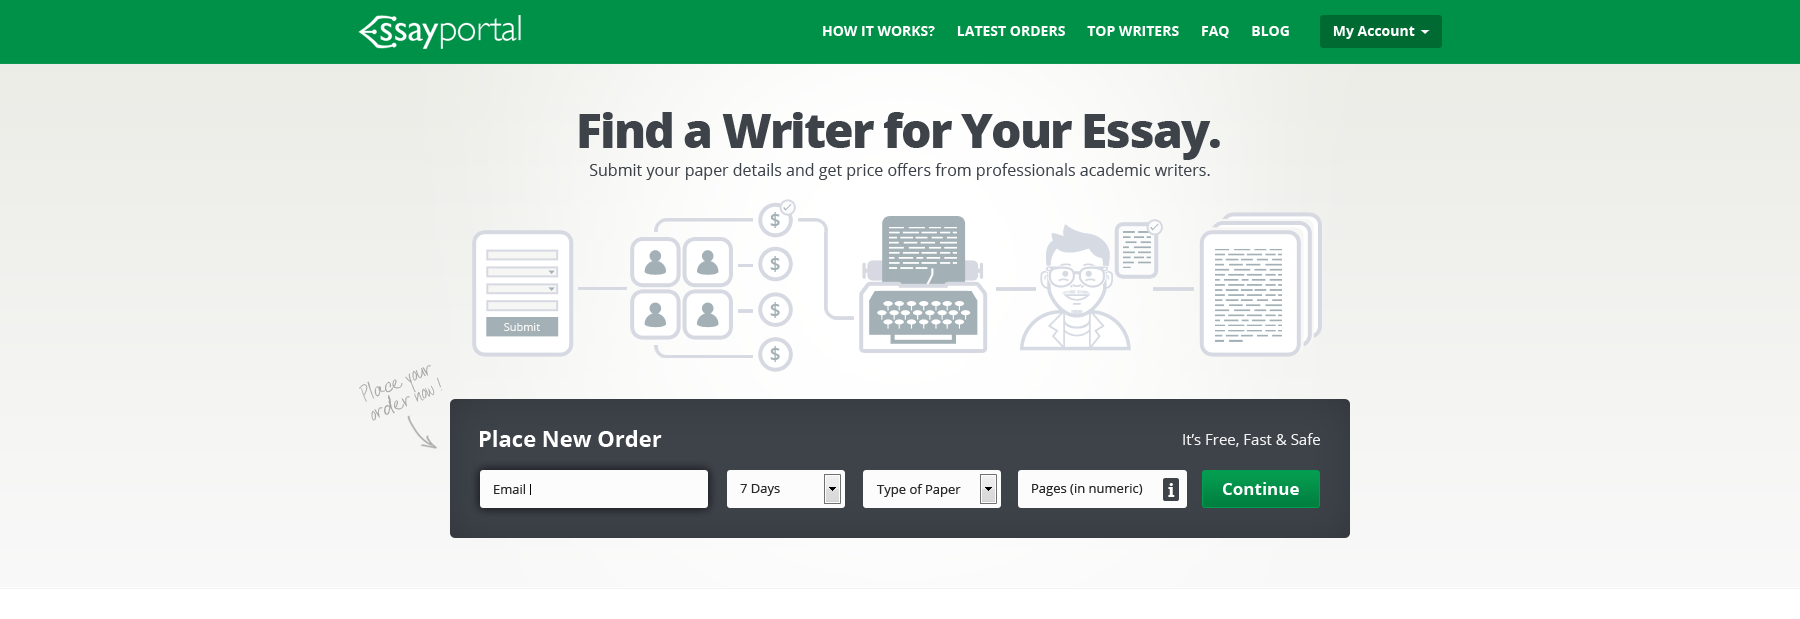 essayportal
HOW IT WORKS? LATEST ORDERS TOP WRITERS FAQ BLOG My Account
Find a Writer for Your Essay.
Submit your paper details and get price offers from professionals academic writers.
$
$
$
$
Submit
Place your
order now!
Place New Order It's Free, Fast & Safe
Email 7 Days Type of Paper Pages (in numeric) i Continue